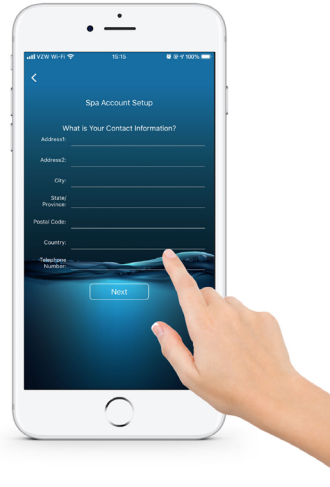 VZW Wi-Fi 15:15 100%
Spa Account Setup
What is Your Contact Information?
Address1:
Address2:
City:
State/
Province:
Postal Code:
Country:
Telephone
Number:
Next